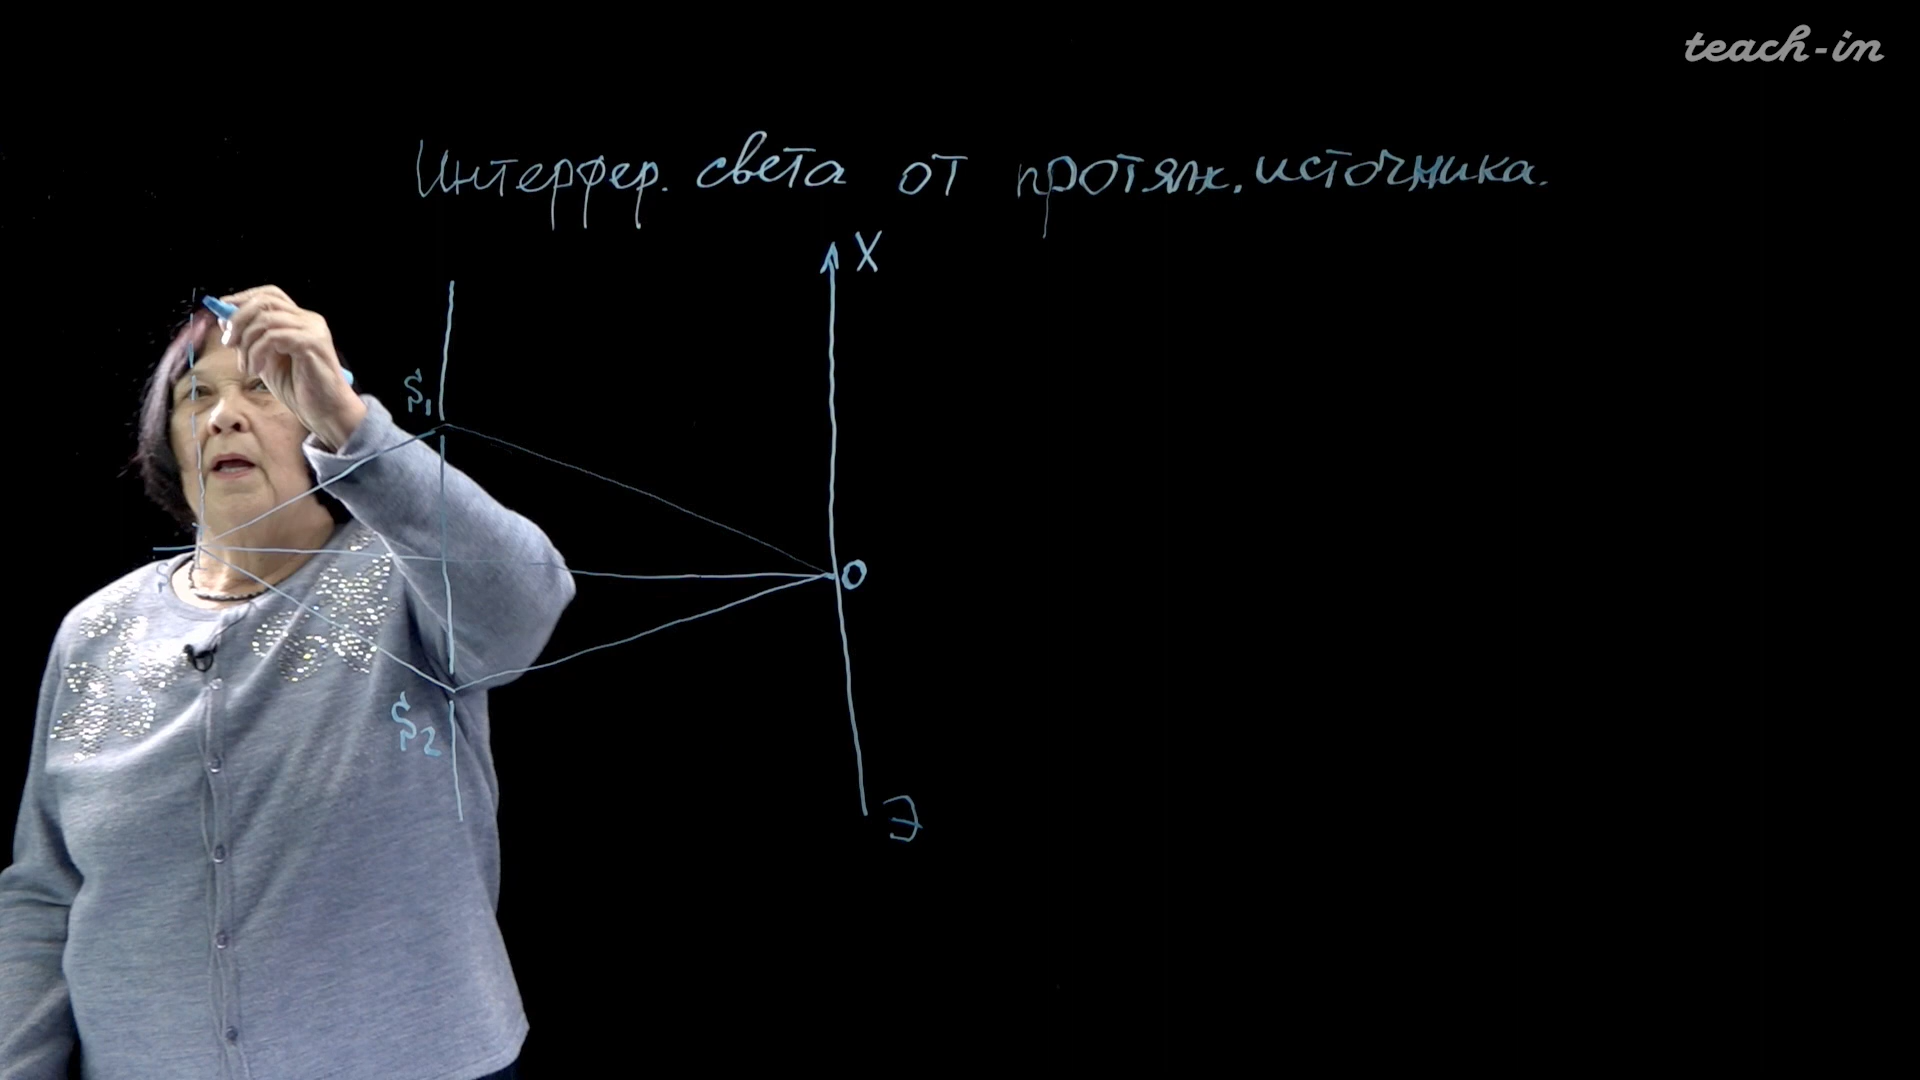 teach-in
Интерфер. света от протяж. источника.
X
S1
S
O
S2
Э